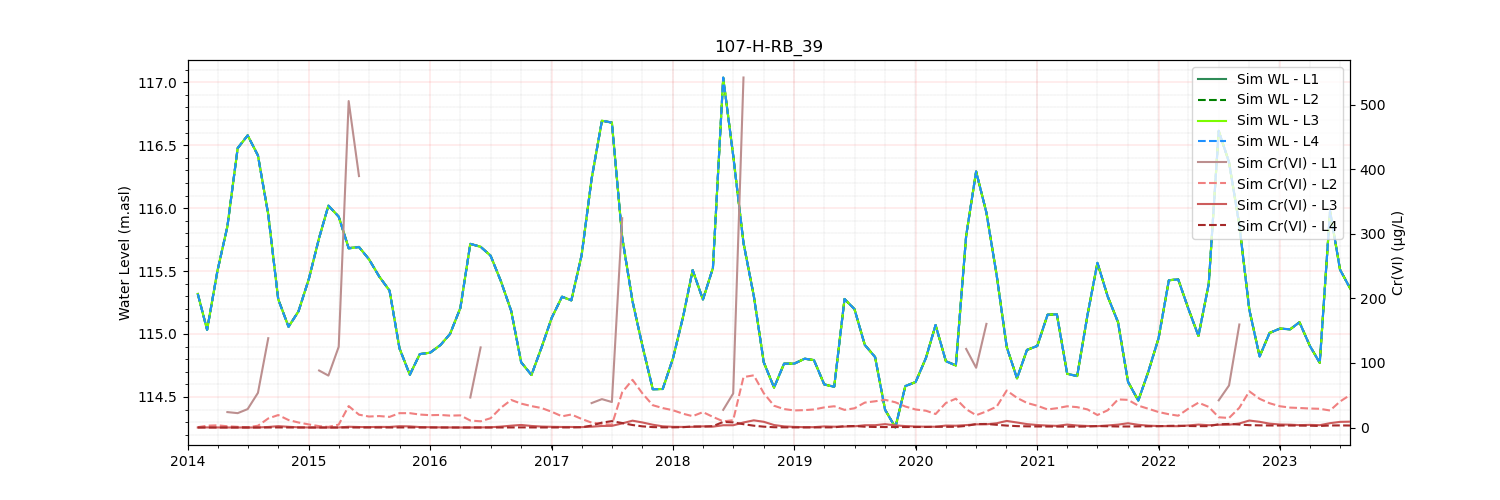 107-H-RB_39
117.0
116.5
116.0
115.5
115.0
114.5
Water Level (m.asl)
500
400
300
200
100
0
Cr(VI) (µg/L)
Sim WL - L1
Sim WL - L2
Sim WL - L3
Sim WL - L4
Sim Cr(VI) - L1
Sim Cr(VI) - L2
Sim Cr(VI) - L3
Sim Cr(VI) - L4
2014 2015 2016 2017 2018 2019 2020 2021 2022 2023